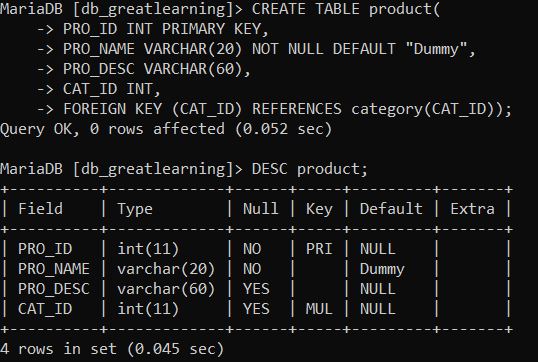 MariaDB [db_greatlearning]> CREATE TABLE product(
    -> PRO_ID INT PRIMARY KEY,
    -> PRO_NAME VARCHAR(20) NOT NULL DEFAULT "Dummy",
    -> PRO_DESC VARCHAR(60),
    -> CAT_ID INT,
    -> FOREIGN KEY (CAT_ID) REFERENCES category(CAT_ID));
Query OK, 0 rows affected (0.052 sec)

MariaDB [db_greatlearning]> DESC product;
+----------+-------------+------+-----+---------+-------+
| Field    | Type        | Null | Key | Default | Extra |
+----------+-------------+------+-----+---------+-------+
| PRO_ID   | int(11)     | NO   | PRI | NULL    |       |
| PRO_NAME | varchar(20) | NO   |     | Dummy   |       |
| PRO_DESC | varchar(60) | YES  |     | NULL    |       |
| CAT_ID   | int(11)     | YES  | MUL | NULL    |       |
+----------+-------------+------+-----+---------+-------+
4 rows in set (0.045 sec)